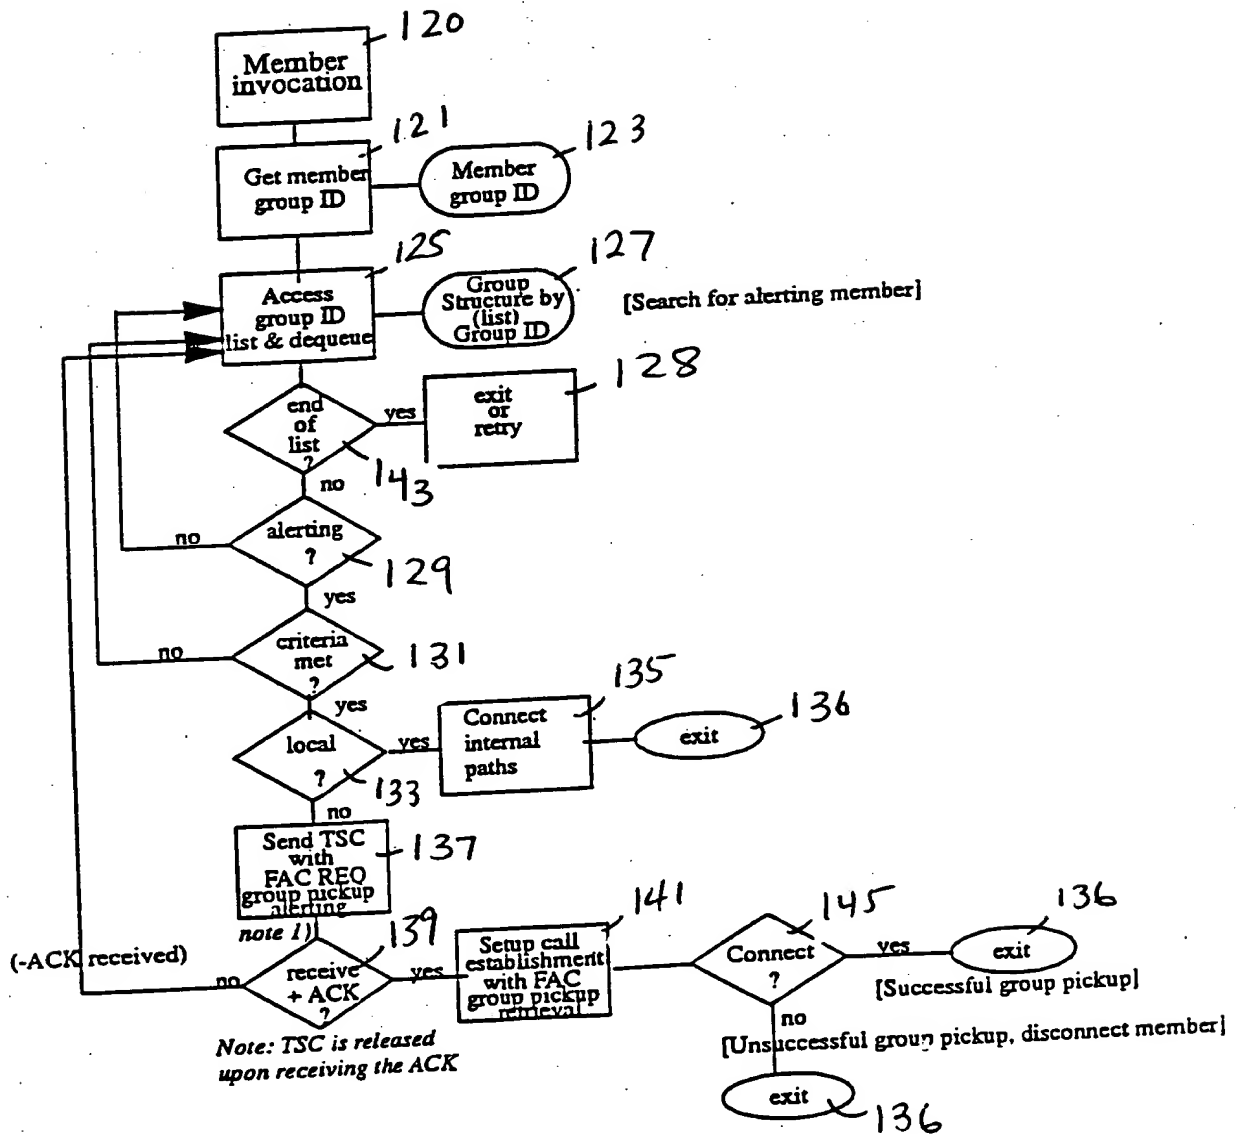 120
Member
invocation
121
Get member
group ID
123
Member
group ID
125
Access
group ID
list & dequeue
127
Group
Structure by
(list)
Group ID
[Search for alerting member]
end
of
list
?
143
yes
exit
or
retry
128
no
alerting
?
129
no
yes
criteria
met
?
131
no
yes
local
?
133
yes
Connect
internal
paths
135
exit
136
no
Send TSC
with
FAC REQ
group pickup
alerting
137
note 1)
139
(-ACK received)
no
receive
+ ACK
?
yes
Setup call
establishment
with FAC
group pickup
retrieval
141
Connect
?
145
yes
exit
136
[Successful group pickup]
no
[Unsuccessful group pickup, disconnect member]
exit
136
Note: TSC is released
upon receiving the ACK